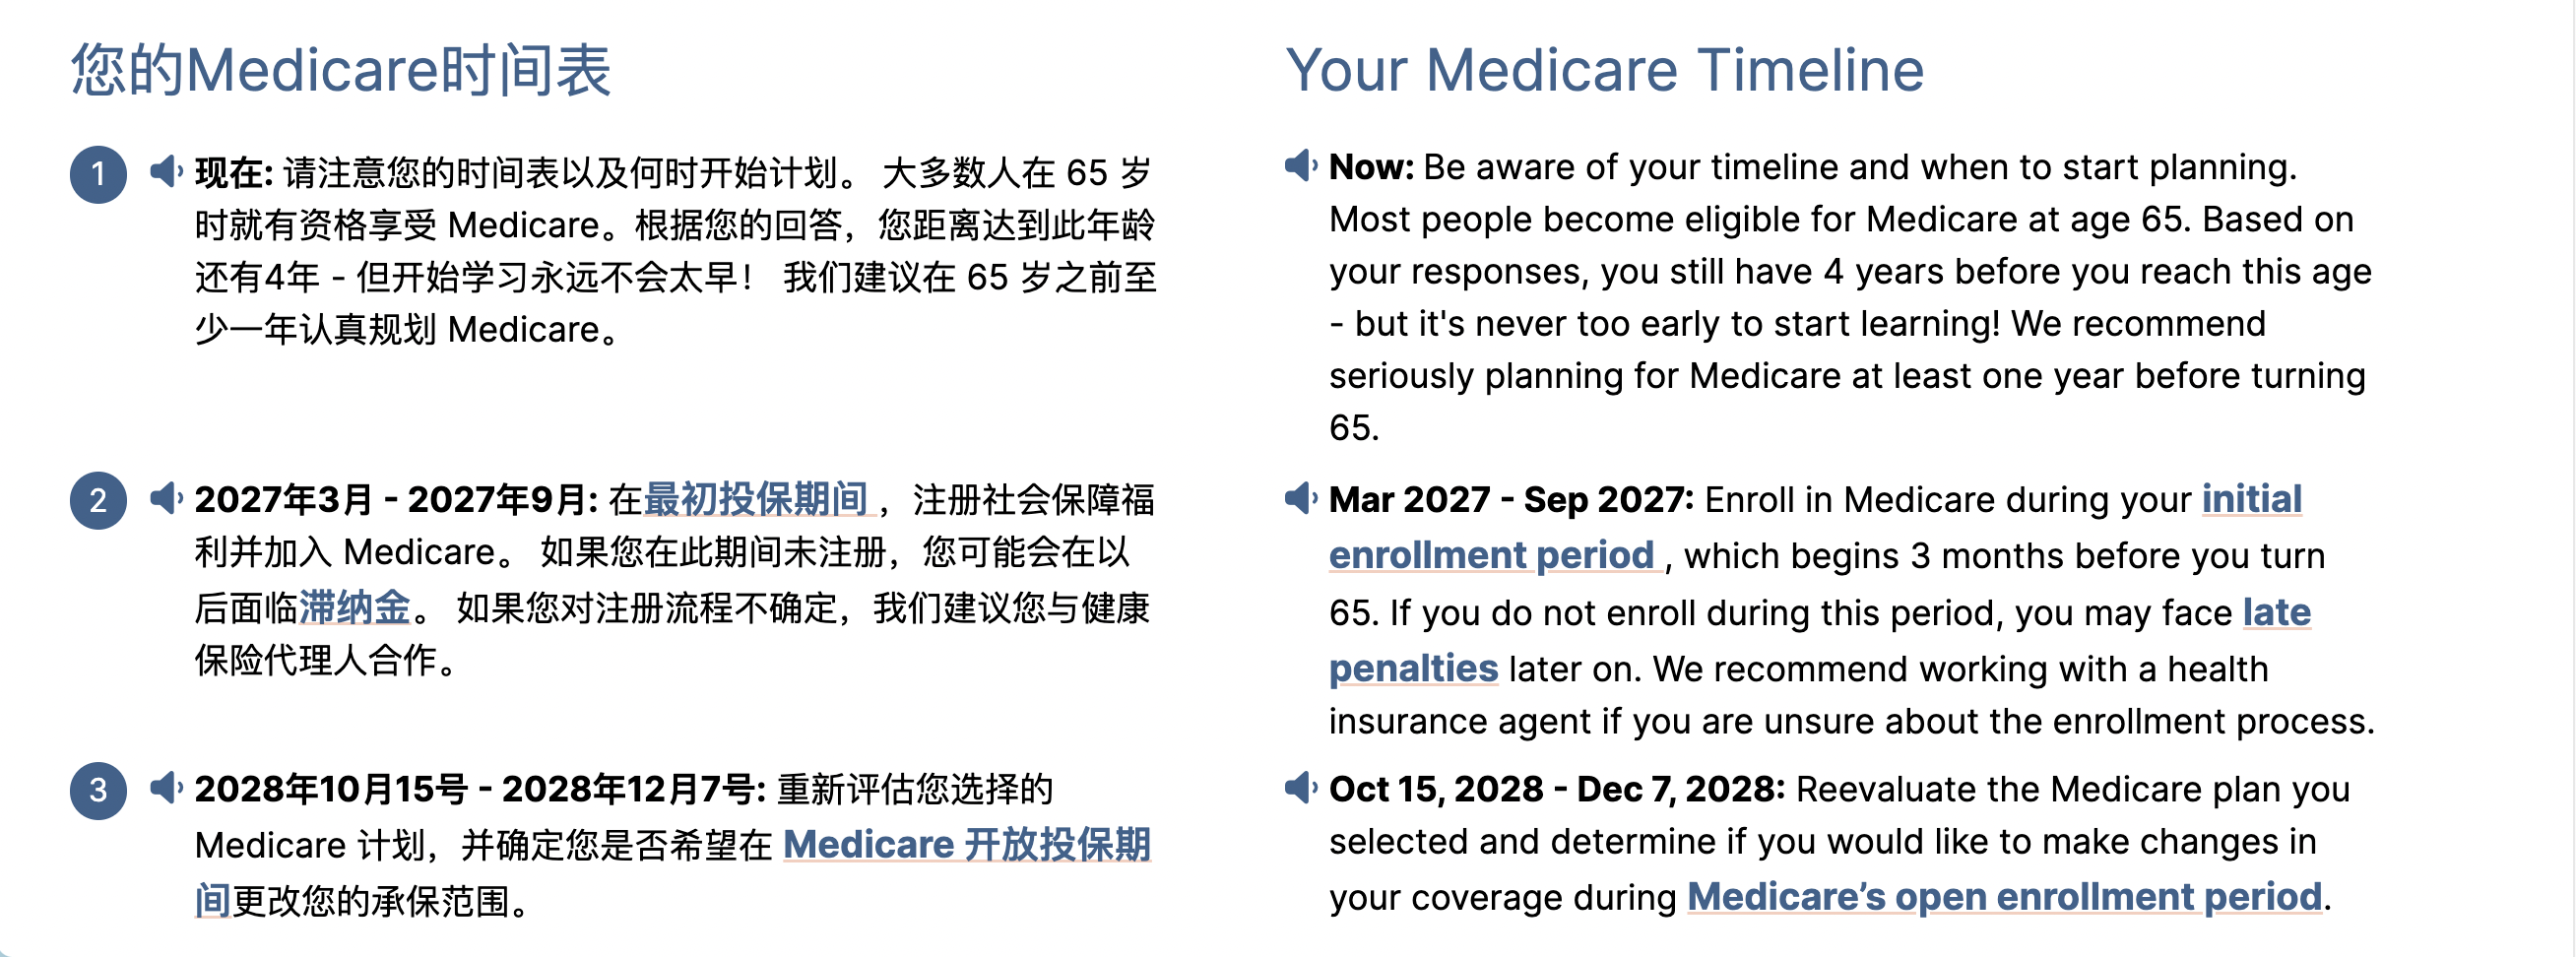 您的Medicare时间表
1
现在: 请注意您的时间表以及何时开始计划。 大多数人在 65 岁
时就有资格享受 Medicare。根据您的回答，您距离达到此年龄
还有4年 - 但开始学习永远不会太早！ 我们建议在 65 岁之前至
少一年认真规划 Medicare。
2
2027年3月 - 2027年9月: 在最初投保期间 ，注册社会保障福
利并加入 Medicare。 如果您在此期间未注册，您可能会在以
后面临滞纳金。 如果您对注册流程不确定，我们建议您与健康
保险代理人合作。
3
2028年10月15号 - 2028年12月7号: 重新评估您选择的
Medicare 计划，并确定您是否希望在 Medicare 开放投保期
间更改您的承保范围。
Your Medicare Timeline
Now: Be aware of your timeline and when to start planning.
Most people become eligible for Medicare at age 65. Based on
your responses, you still have 4 years before you reach this age
- but it's never too early to start learning! We recommend
seriously planning for Medicare at least one year before turning
65.
Mar 2027 - Sep 2027: Enroll in Medicare during your initial
enrollment period , which begins 3 months before you turn
65. If you do not enroll during this period, you may face late
penalties later on. We recommend working with a health
insurance agent if you are unsure about the enrollment process.
Oct 15, 2028 - Dec 7, 2028: Reevaluate the Medicare plan you
selected and determine if you would like to make changes in
your coverage during Medicare’s open enrollment period.